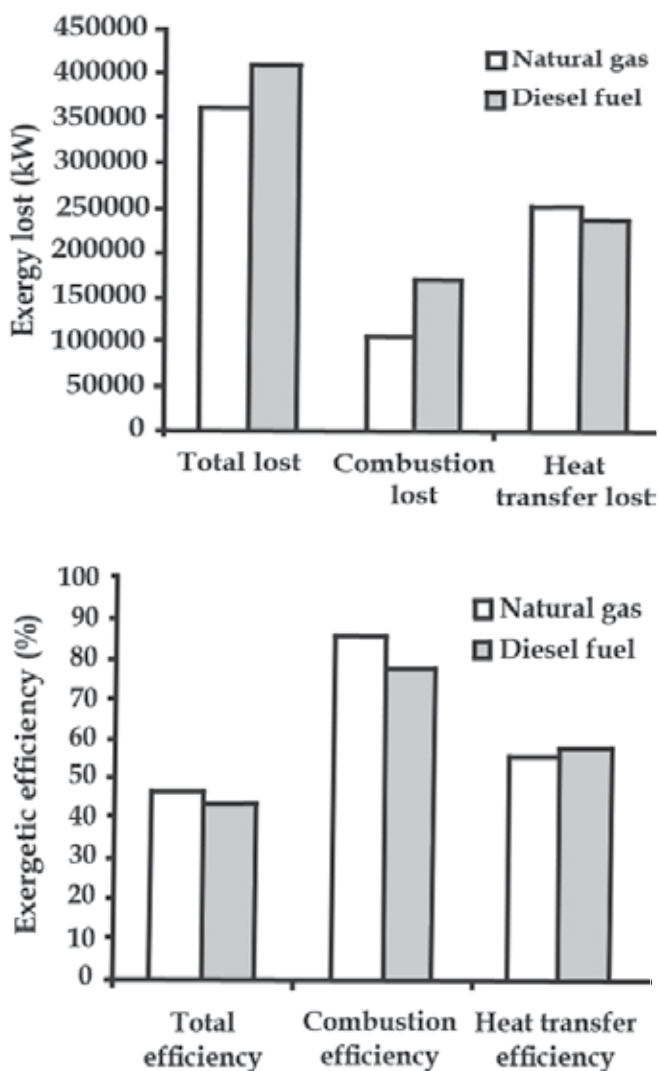 450000
400000
350000
300000
250000
200000
150000
100000
50000
0
Exergy lost (kW)
Natural gas
Diesel fuel
Total lost
Combustion
lost
Heat
transfer lost
100
90
80
70
60
50
40
30
20
10
0
Exergetic efficiency (%)
Natural gas
Diesel fuel
Total
efficiency
Combustion
efficiency
Heat transfer
efficiency